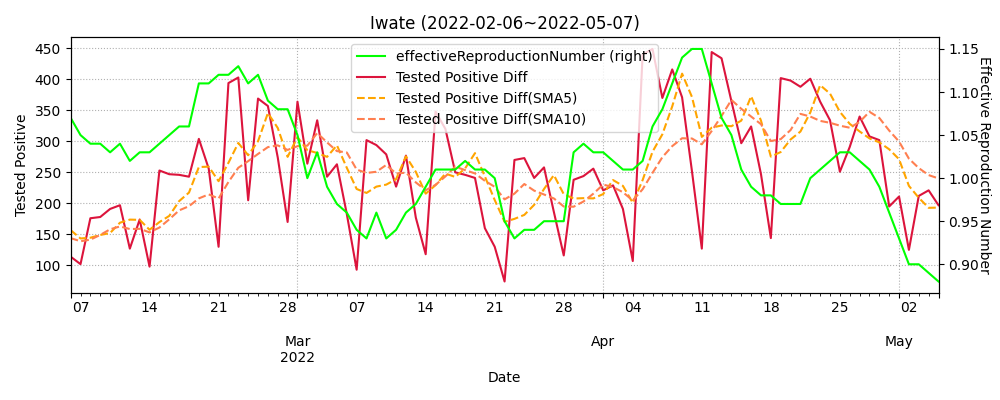 Iwate (2022-02-06~2022-05-07)
effectiveReproductionNumber (right)
Tested Positive Diff
Tested Positive Diff(SMA5)
Tested Positive Diff(SMA10)
Tested Positive
450
400
350
300
250
200
150
100
1.15
1.10
1.05
1.00
0.95
0.90
Effective Reproduction Number
07 14 21 28 07 14 21 28 04 11 18 25 02
Mar Apr May
2022
Date